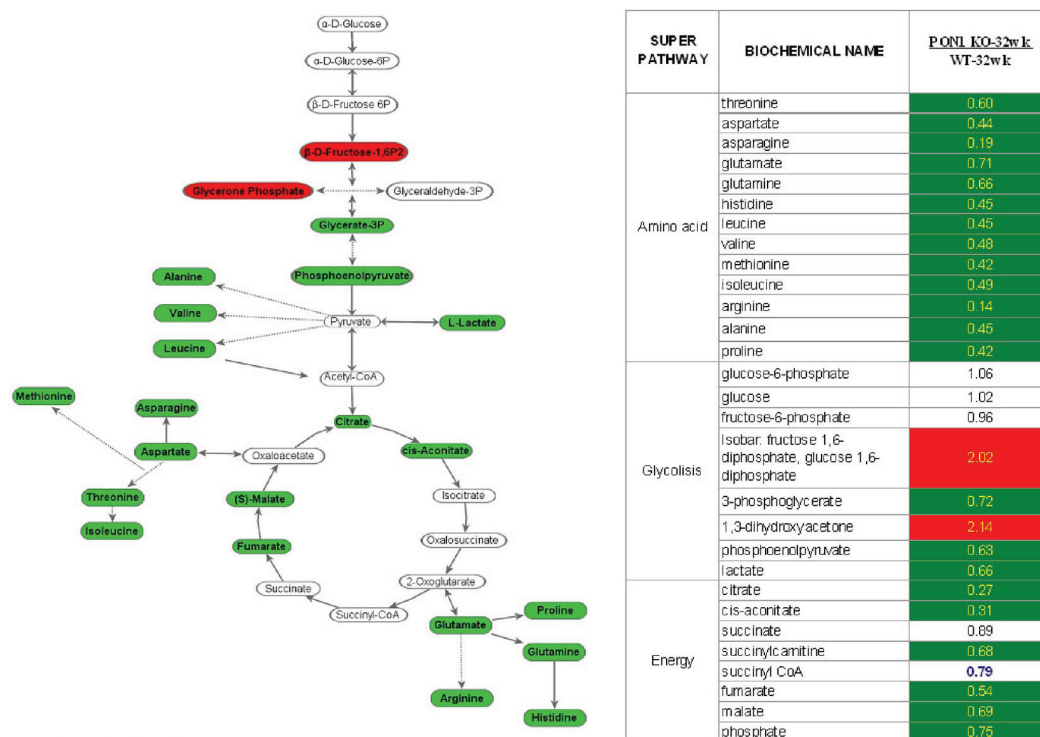 α-D-Glucose
α-D-Glucose-6P
β-D-Fructose 6P
β-D-Fructose-1,6P2
Glycerone Phosphate
Glyceraldehyde-3P
Glycerate-3P
Phosphoenolpyruvate
Alanine
Valine
Pyruvate
L-Lactate
Leucine
Acetyl-CoA
Methionine
Asparagine
Citrate
Aspartate
Oxaloacetate
cis-Aconitate
Threonine
(S)-Malate
Isocitrate
Isoleucine
Fumarate
Oxalosuccinate
Succinate
2-Oxoglutarate
Succinyl-CoA
Proline
Glutamate
Glutamine
Arginine
Histidine
SUPER
PATHWAY
BIOCHEMICAL NAME
PON1 KO-32wk
WT-32wk
Amino acid
threonine 0.60
aspartate 0.44
asparagine 0.19
glutamate 0.71
glutamine 0.66
histidine 0.45
leucine 0.45
valine 0.48
methionine 0.42
isoleucine 0.49
arginine 0.14
alanine 0.45
proline 0.42
Glycolisis
glucose-6-phosphate 1.06
glucose 1.02
fructose-6-phosphate 0.96
Isobar: fructose 1,6-
diphosphate, glucose 1,6-
diphosphate 2.02
3-phosphoglycerate 0.72
1,3-dihydroxyacetone 2.14
phosphoenolpyruvate 0.63
lactate 0.66
Energy
citrate 0.27
cis-aconitate 0.31
succinate 0.89
succinylcarnitine 0.68
succinyl CoA 0.79
fumarate 0.54
malate 0.69
phosphate 0.75